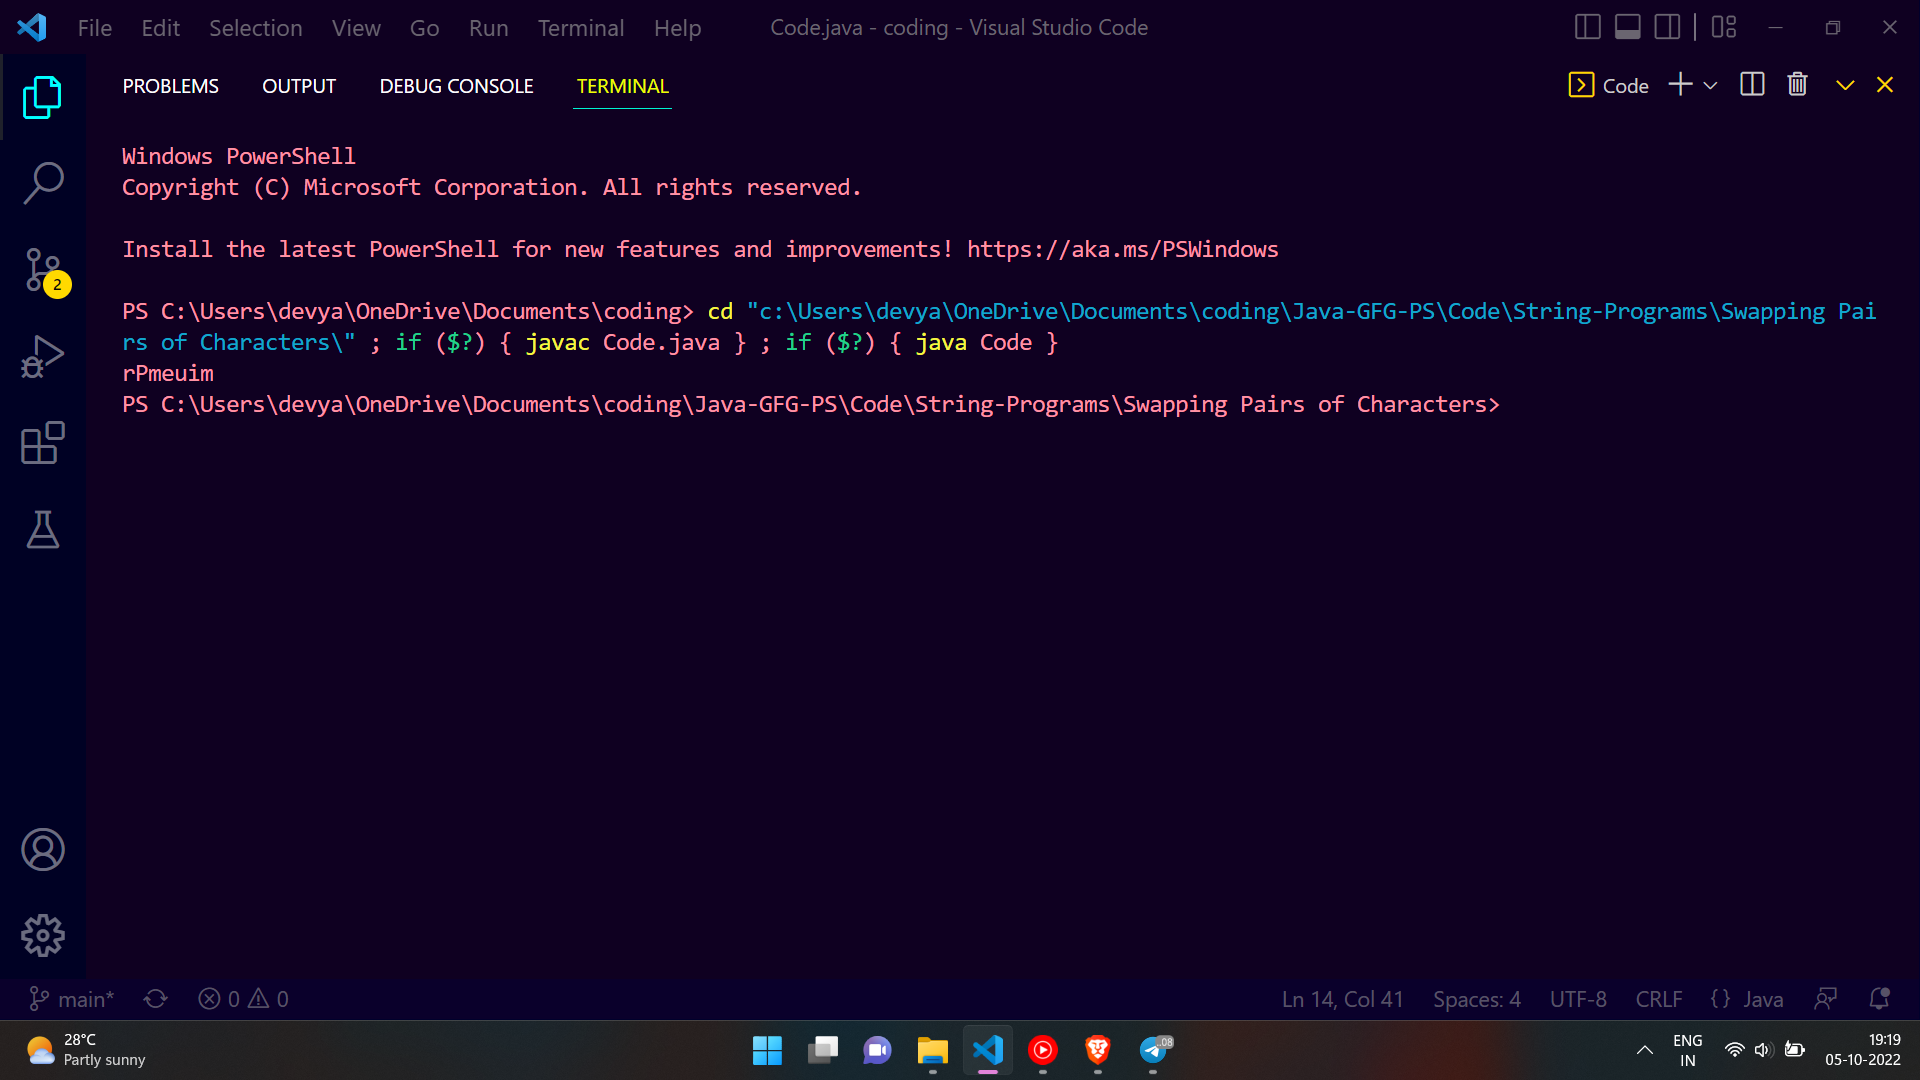 File Edit Selection View Go Run Terminal Help Code.java - coding - Visual Studio Code
PROBLEMS OUTPUT DEBUG CONSOLE TERMINAL Code
Windows PowerShell
Copyright (C) Microsoft Corporation. All rights reserved.
Install the latest PowerShell for new features and improvements! https://aka.ms/PSWindows
PS C:\Users\devya\OneDrive\Documents\coding> cd "c:\Users\devya\OneDrive\Documents\coding\Java-GFG-PS\Code\String-Programs\Swapping Pai
rs of Characters\" ; if ($?) { javac Code.java } ; if ($?) { java Code }
rPmeuim
PS C:\Users\devya\OneDrive\Documents\coding\Java-GFG-PS\Code\String-Programs\Swapping Pairs of Characters>
2
main* 0 0 Ln 14, Col 41 Spaces: 4 UTF-8 CRLF {} Java
28°C
Partly sunny
.08
ENG
IN
19:19
05-10-2022